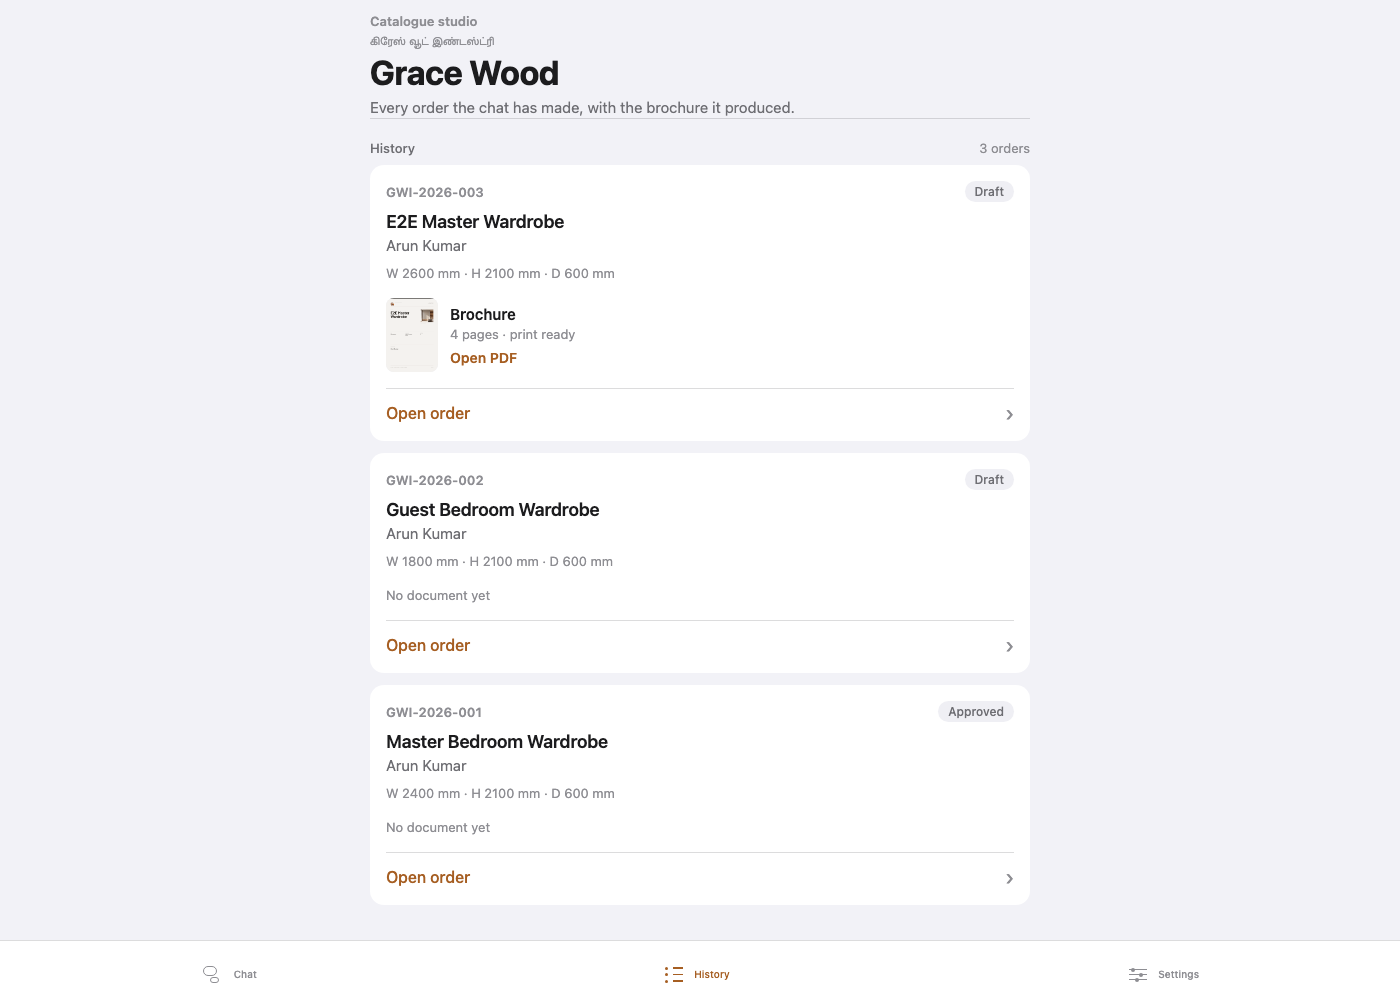 Catalogue studio
கிரேஸ் வூட் இண்டஸ்ட்ரி
Grace Wood
Every order the chat has made, with the brochure it produced.
History
3 orders
GWI-2026-003
Draft
E2E Master Wardrobe
Arun Kumar
W 2600 mm · H 2100 mm · D 600 mm
Brochure
4 pages · print ready
Open PDF
Open order
GWI-2026-002
Draft
Guest Bedroom Wardrobe
Arun Kumar
W 1800 mm · H 2100 mm · D 600 mm
No document yet
Open order
GWI-2026-001
Approved
Master Bedroom Wardrobe
Arun Kumar
W 2400 mm · H 2100 mm · D 600 mm
No document yet
Open order
Chat
History
Settings